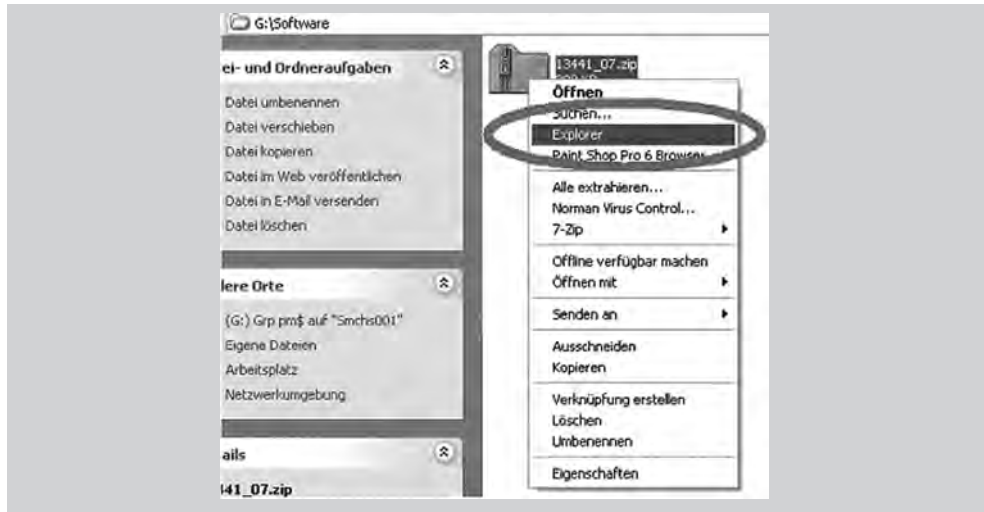 G:\Software
ei- und Ordneraufgaben
Datei umbenennen
Datei verschieben
Datei kopieren
Datei im Web veröffentlichen
Datei in E-Mail versenden
Datei löschen
lere Orte
(G:) Grp pm$ auf "Smchs001"
Eigene Dateien
Arbeitsplatz
Netzwerkumgebung
ails
441_07.zip
13441_07.zip
Öffnen
Suchen...
Explorer
Paint Shop Pro 6 Browser
Alle extrahieren...
Norman Virus Control...
7-Zip
Offline verfügbar machen
Öffnen mit
Senden an
Ausschneiden
Kopieren
Verknüpfung erstellen
Löschen
Umbenennen
Eigenschaften